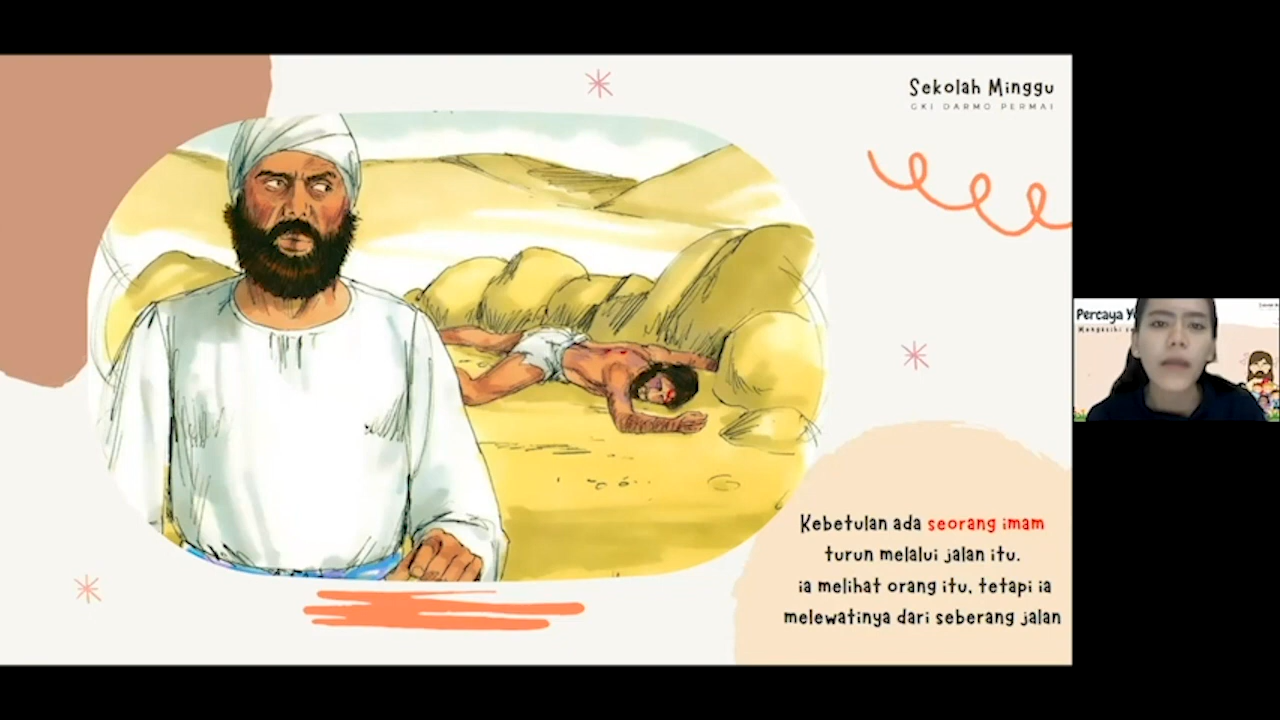 Sekolah Minggu
GKI DARMO PERMAI
Kebetulan ada seorang imam
turun melalui jalan itu.
ia melihat orang itu, tetapi ia
melewatinya dari seberang jalan
Percaya